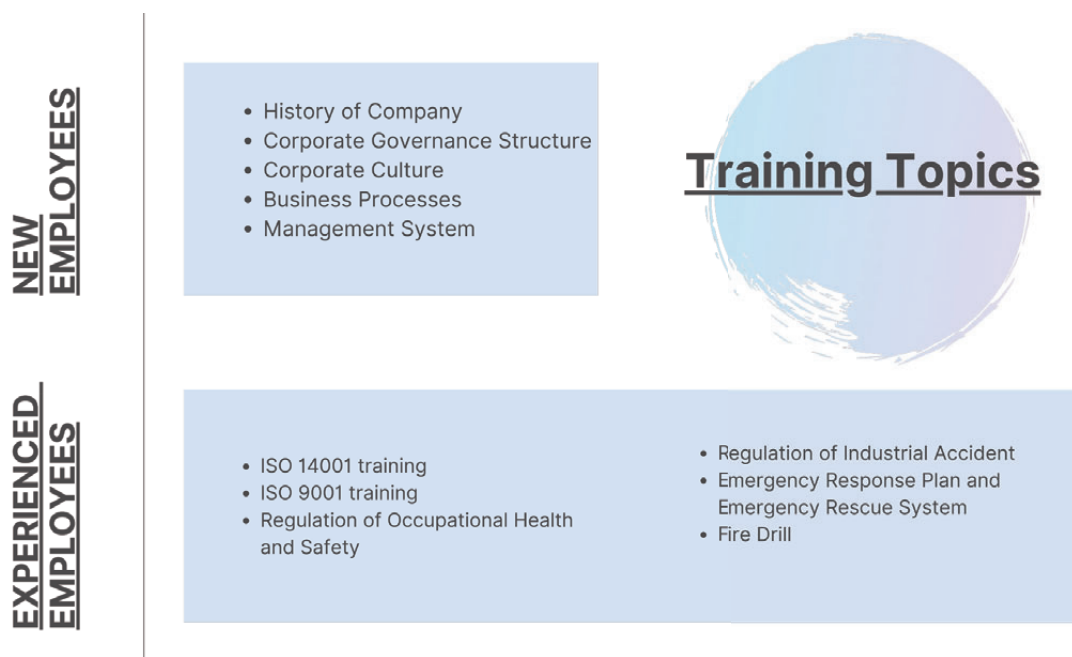 Training Topics
NEW
EMPLOYEES
• History of Company
• Corporate Governance Structure
• Corporate Culture
• Business Processes
• Management System
EXPERIENCED
EMPLOYEES
• ISO 14001 training
• ISO 9001 training
• Regulation of Occupational Health
and Safety
• Regulation of Industrial Accident
• Emergency Response Plan and
Emergency Rescue System
• Fire Drill